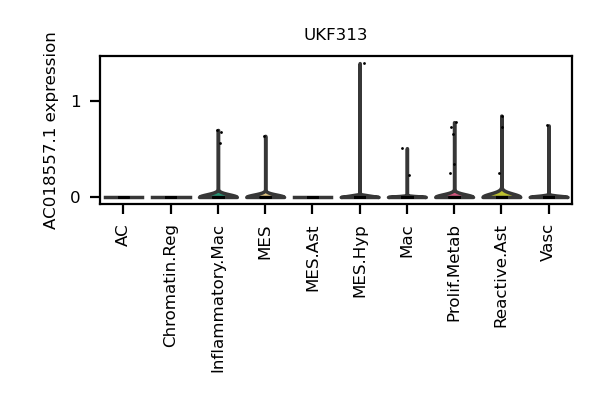 UKF313
AC018557.1 expression
1
0
AC
Chromatin.Reg
Inflammatory.Mac
MES
MES.Ast
MES.Hyp
Mac
Prolif.Metab
Reactive.Ast
Vasc